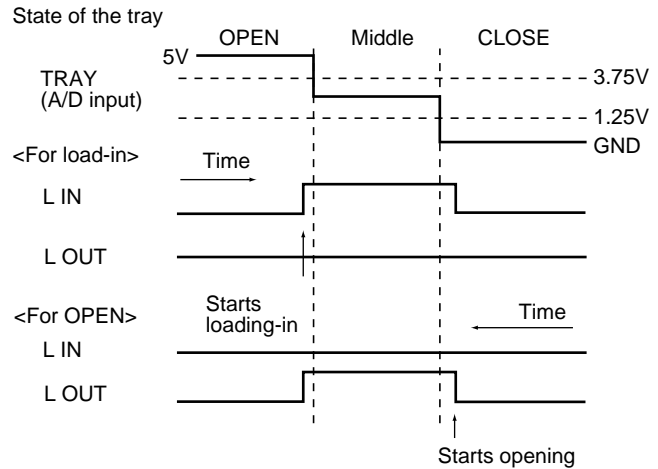 State of the tray
OPEN Middle CLOSE
5V
TRAY
(A/D input)
3.75V
1.25V
GND
<For load-in>
Time
L IN
L OUT
Starts
loading-in
<For OPEN>
Time
L IN
L OUT
Starts opening